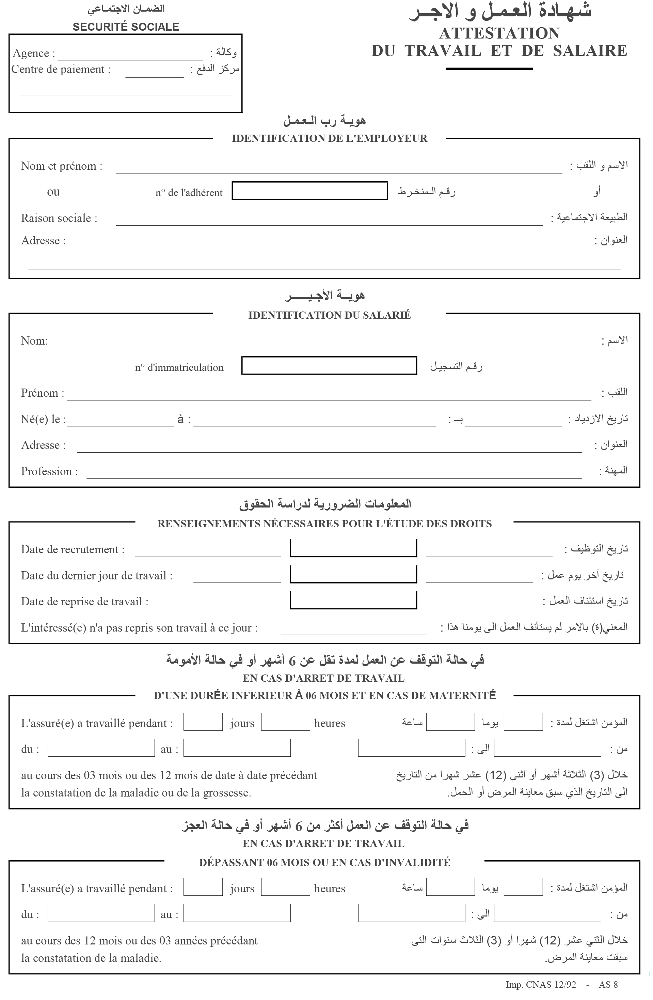 الضمـان الاجتمـاعي
SECURITÉ SOCIALE
Agence : وكالة :
Centre de paiement : مركز الدفع :
شهـادة العـمـل و الاجــر
ATTESTATION
DU TRAVAIL ET DE SALAIRE
هويـة رب الـعـمـل
IDENTIFICATION DE L'EMPLOYEUR
Nom et prénom : الاسم و اللقب :
ou n° de l'adhérent رقـم الـمنخـرط أو
Raison sociale : الطبيعة الاجتماعية :
Adresse : العنوان :
هويــة الأجـيـــــر
IDENTIFICATION DU SALARIÉ
Nom: الاسم :
n° d'immatriculation رقـم التسجيـل
Prénom : اللقب :
Né(e) le : à : بــ : تاريخ الازدياد :
Adresse : العنوان :
Profession : المهنة :
المعلومات الضرورية لدراسة الحقوق
RENSEIGNEMENTS NÉCESSAIRES POUR L'ÉTUDE DES DROITS
Date de recrutement : تاريخ التوظيف :
Date du dernier jour de travail : تاريخ آخر يوم عمل :
Date de reprise de travail : تاريخ استئناف العمل :
L'intéressé(e) n'a pas repris son travail à ce jour : المعني(ة) بالامر لم يستأنف العمل الى يومنا هذا :
في حالة التوقف عن العمل لمدة تقل عن 6 أشهر أو في حالة الأمومة
EN CAS D'ARRET DE TRAVAIL
D'UNE DURÉE INFERIEUR À 06 MOIS ET EN CAS DE MATERNITÉ
L'assuré(e) a travaillé pendant : jours heures ساعة يوما المؤمن اشتغل لمدة :
du : au : الى : من :
au cours des 03 mois ou des 12 mois de date à date précédant خلال (3) الثلاثة أشهر أو اثني (12) عشر شهرا من التاريخ
la constatation de la maladie ou de la grossesse. الى التاريخ الذي سبق معاينة المرض أو الحمل.
في حالة التوقف عن العمل أكثر من 6 أشهر أو في حالة العجز
EN CAS D'ARRET DE TRAVAIL
DÉPASSANT 06 MOIS OU EN CAS D'INVALIDITÉ
L'assuré(e) a travaillé pendant : jours heures ساعة يوما المؤمن اشتغل لمدة :
du : au : الى : من :
au cours des 12 mois ou des 03 années précédant خلال الثني عشر (12) شهرا أو (3) الثلاث سنوات التى
la constatation de la maladie. سبقت معاينة المرض.
Imp. CNAS 12/92 - AS 8